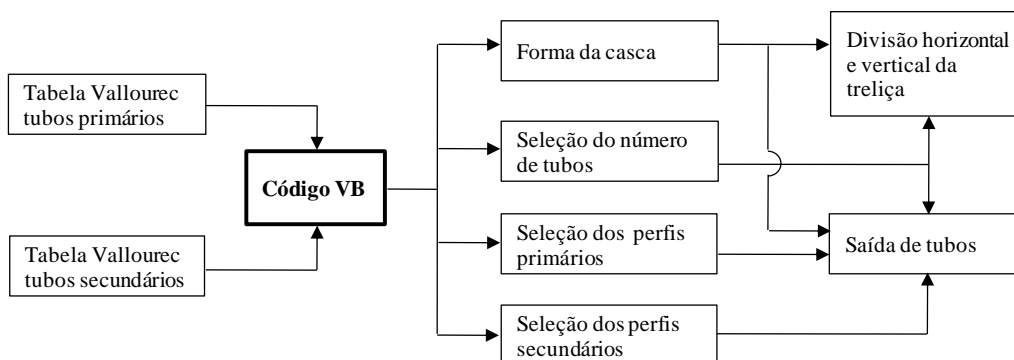 Forma da casca
Divisão horizontal
e vertical da
treliça
Tabela Vallourec
tubos primários
Seleção do número
de tubos
Código VB
Tabela Vallourec
tubos secundários
Seleção dos perfis
primários
Saída de tubos
Seleção dos perfis
secundários